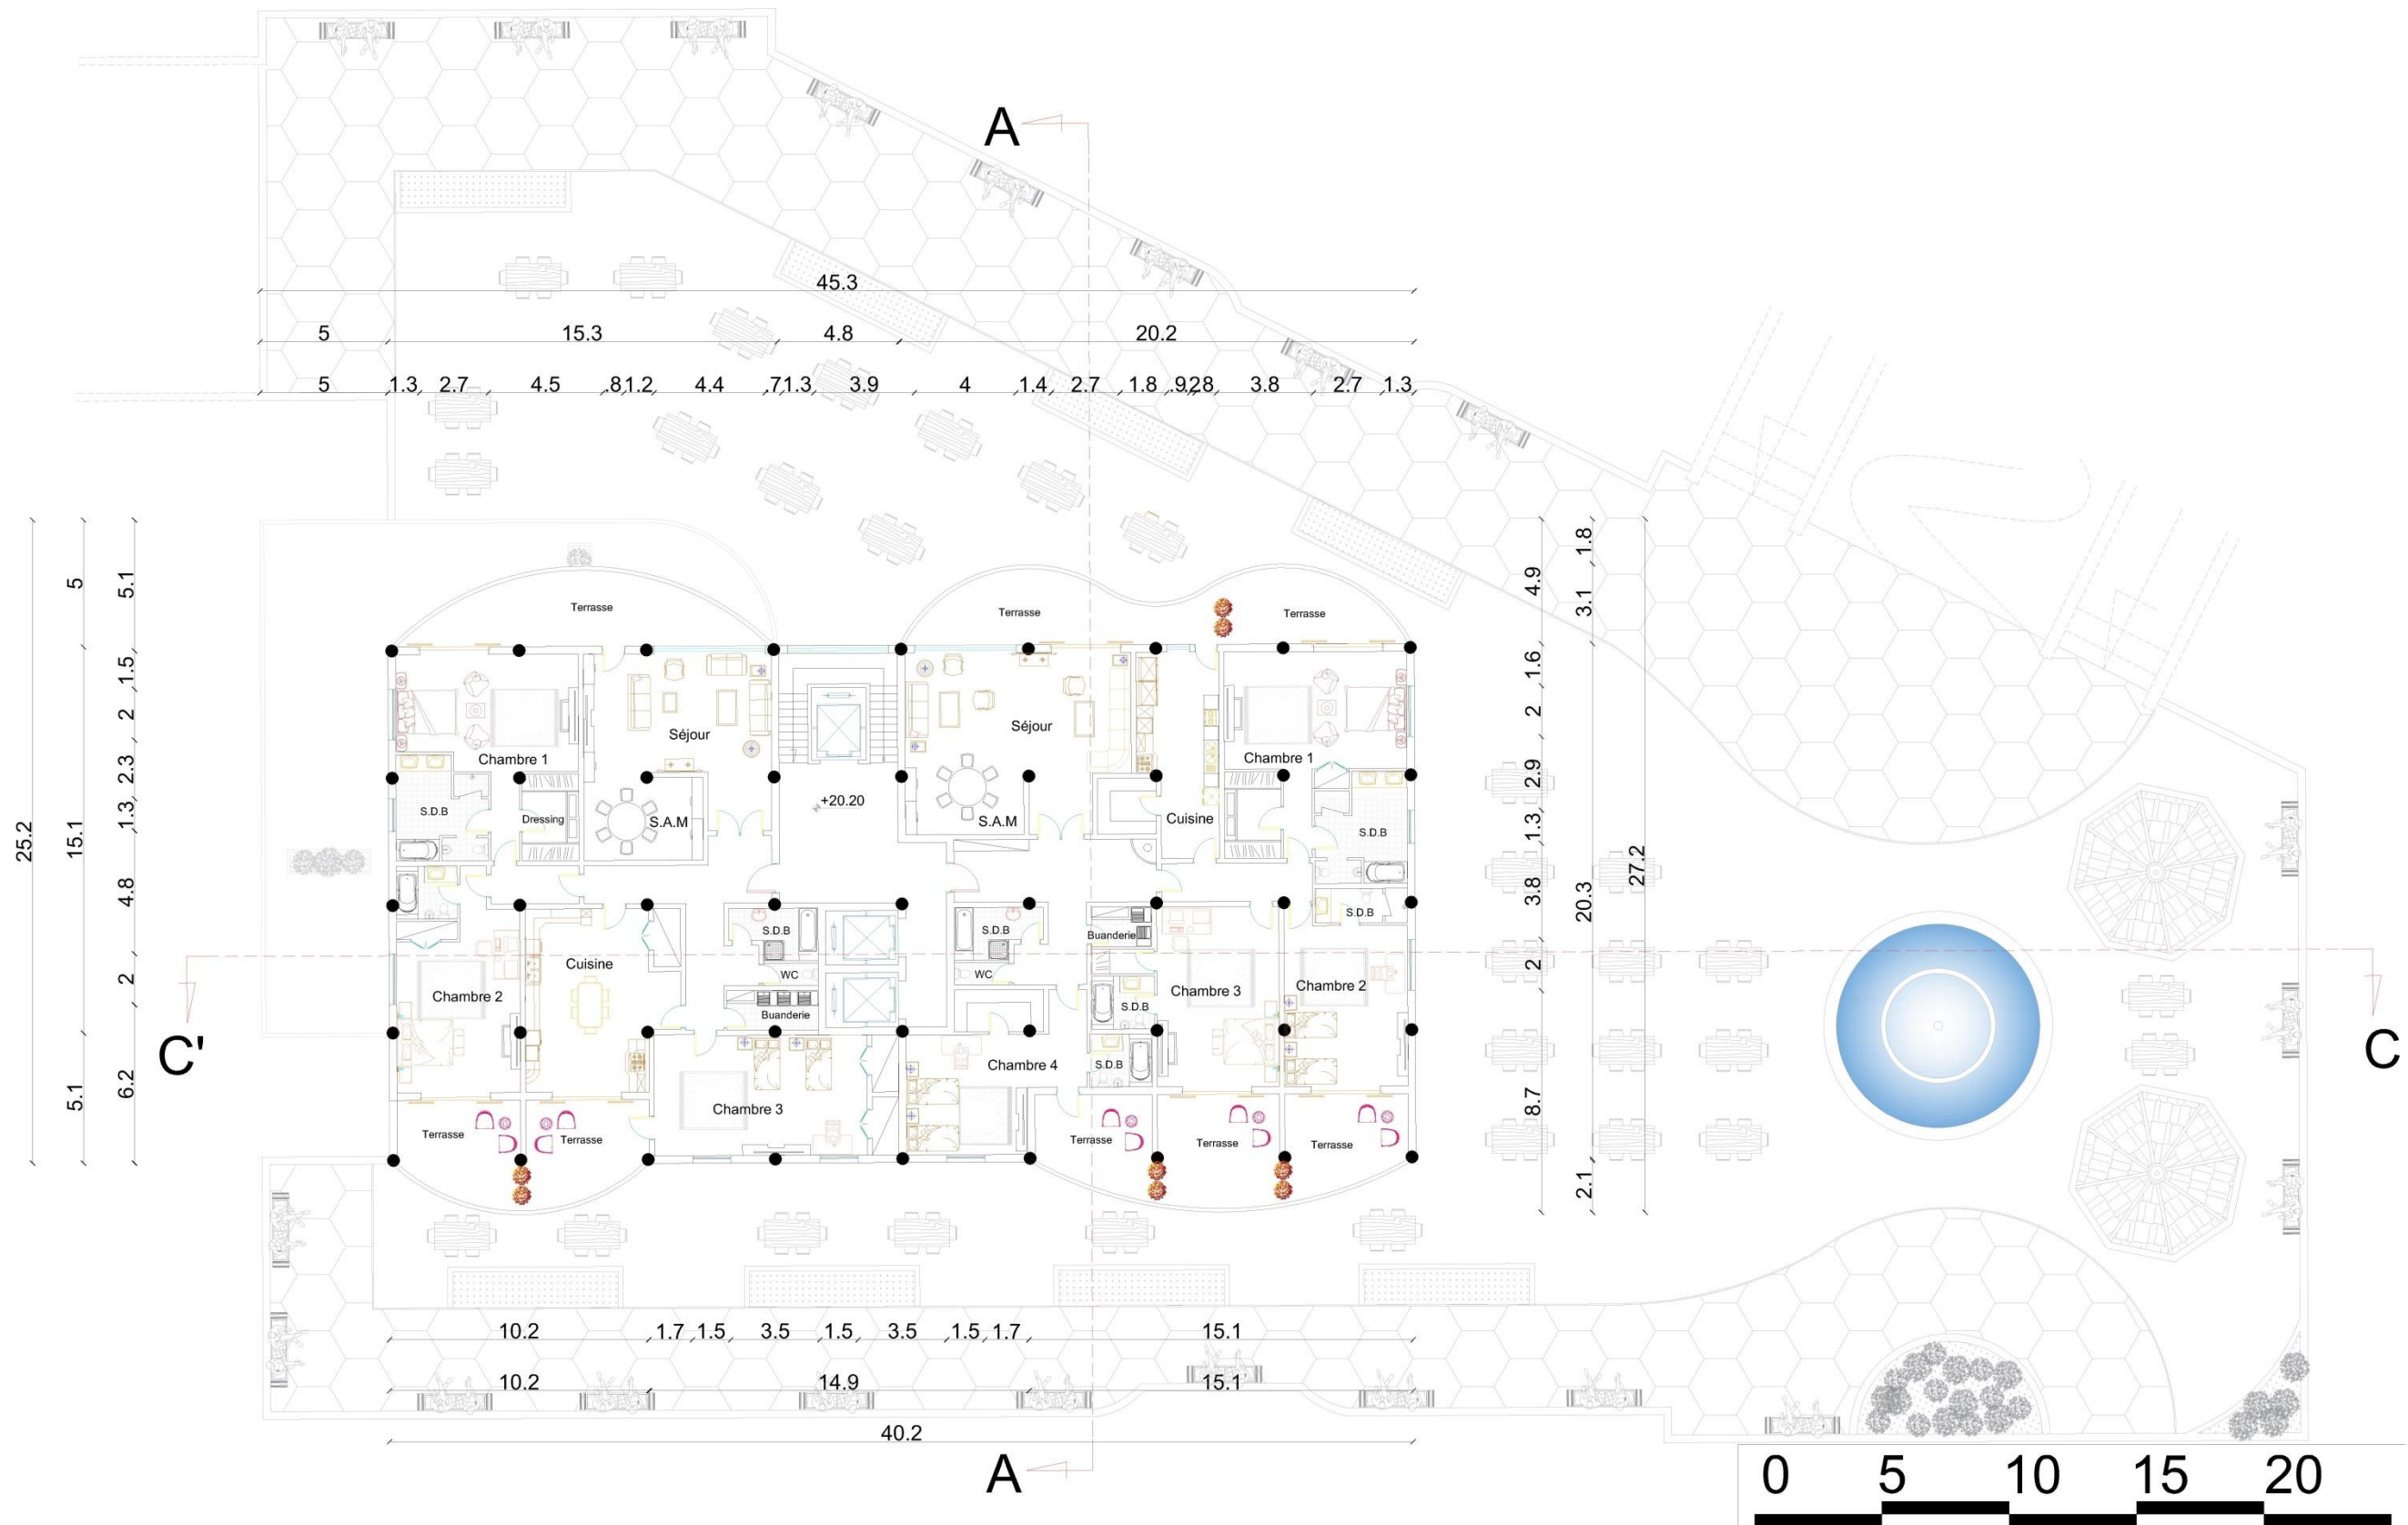 A
45.3
5 15.3 4.8 20.2
5 1.3 2.7 4.5 .8 1.2 4.4 .7 1.3 3.9 4 1.4 2.7 1.8 .9 .2 .8 3.8 2.7 1.3
25.2
5 15.1 5.1
5.1 1.5 2 2.3 1.3 4.8 2 6.2
4.9 1.6 2 2.9 1.3 3.8 2 8.7
1.8 3.1 20.3 2.1
27.2
Terrasse Terrasse Terrasse
Séjour Séjour
Chambre 1 Chambre 1
+20.20
S.D.B Dressing S.A.M S.A.M Cuisine S.D.B
S.D.B S.D.B S.D.B
Buanderie
Cuisine WC WC
Chambre 2 Chambre 3 Chambre 2
Buanderie S.D.B
C' C
Chambre 4 S.D.B
Chambre 3
Terrasse Terrasse Terrasse Terrasse Terrasse
10.2 1.7 1.5 3.5 1.5 3.5 1.5 1.7 15.1
10.2 14.9 15.1
40.2
A
0 5 10 15 20